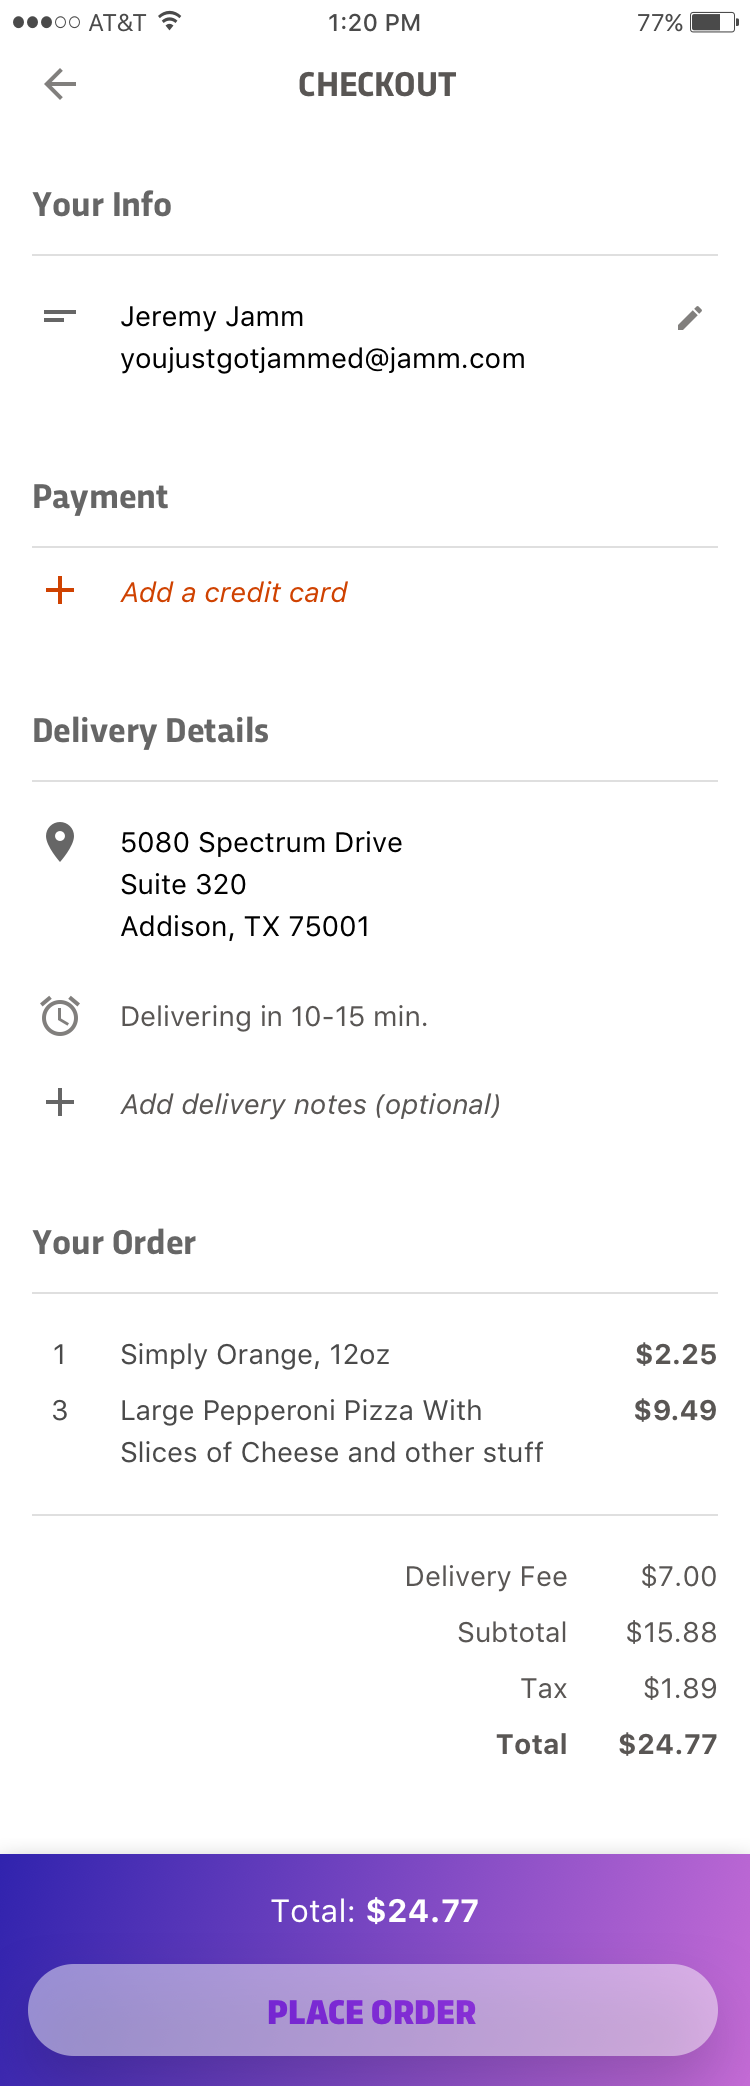 AT&T 1:20 PM 77%
CHECKOUT
Your Info
Jeremy Jamm
youjustgotjammed@jamm.com
Payment
Add a credit card
Delivery Details
5080 Spectrum Drive
Suite 320
Addison, TX 75001
Delivering in 10-15 min.
Add delivery notes (optional)
Your Order
1 Simply Orange, 12oz $2.25
3 Large Pepperoni Pizza With $9.49
Slices of Cheese and other stuff
Delivery Fee $7.00
Subtotal $15.88
Tax $1.89
Total $24.77
Total: $24.77
PLACE ORDER